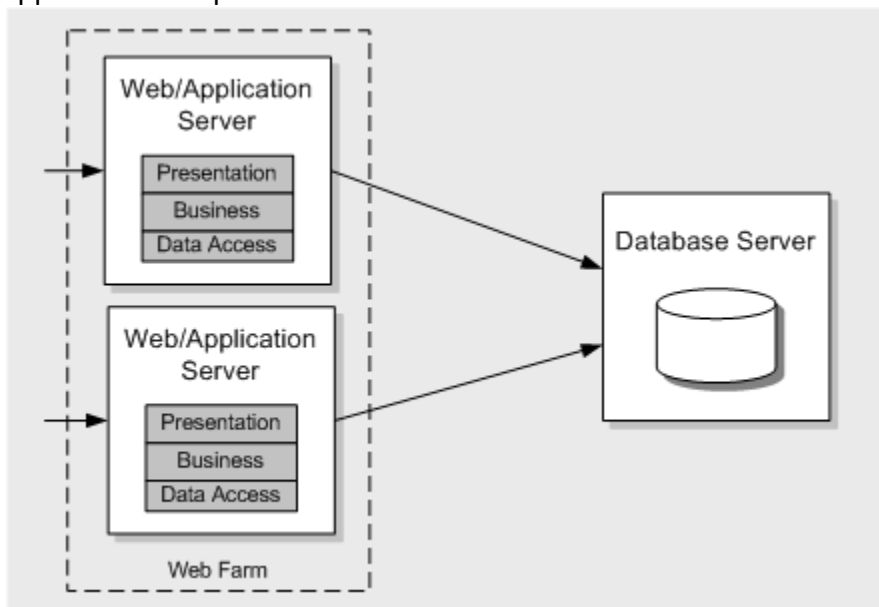 Web/Application
Server
Presentation
Business
Data Access
Web/Application
Server
Presentation
Business
Data Access
Web Farm
Database Server